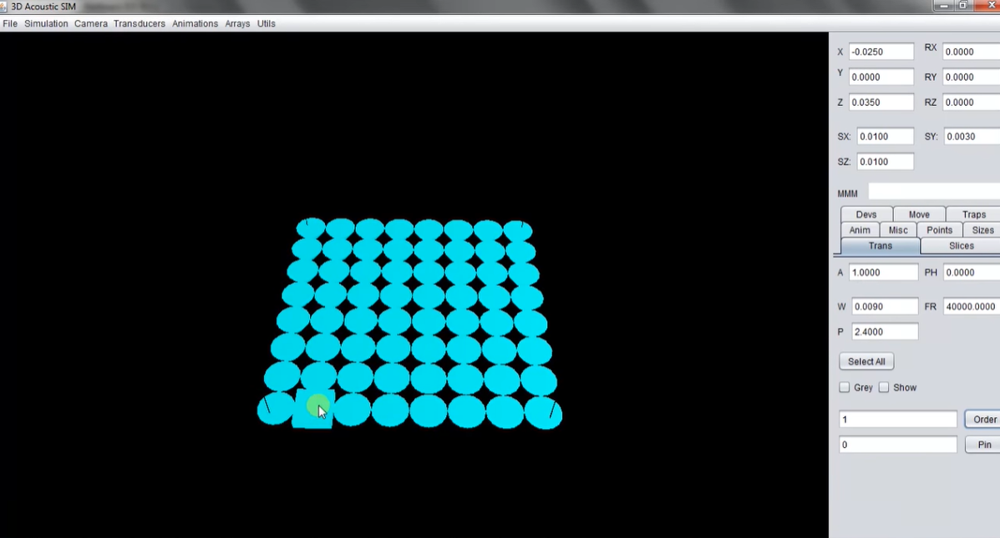 3D Acoustic SIM
File Simulation Camera Transducers Animations Arrays Utils
X -0.0250 RX 0.0000
Y 0.0000 RY 0.0000
Z 0.0350 RZ 0.0000
SX: 0.0100 SY: 0.0030
SZ: 0.0100
MMM
Devs Move Traps
Anim Misc Points Sizes
Trans Slices
A 1.0000 PH 0.0000
W 0.0090 FR 40000.0000
P 2.4000
Select All
Grey Show
1 Order
0 Pin